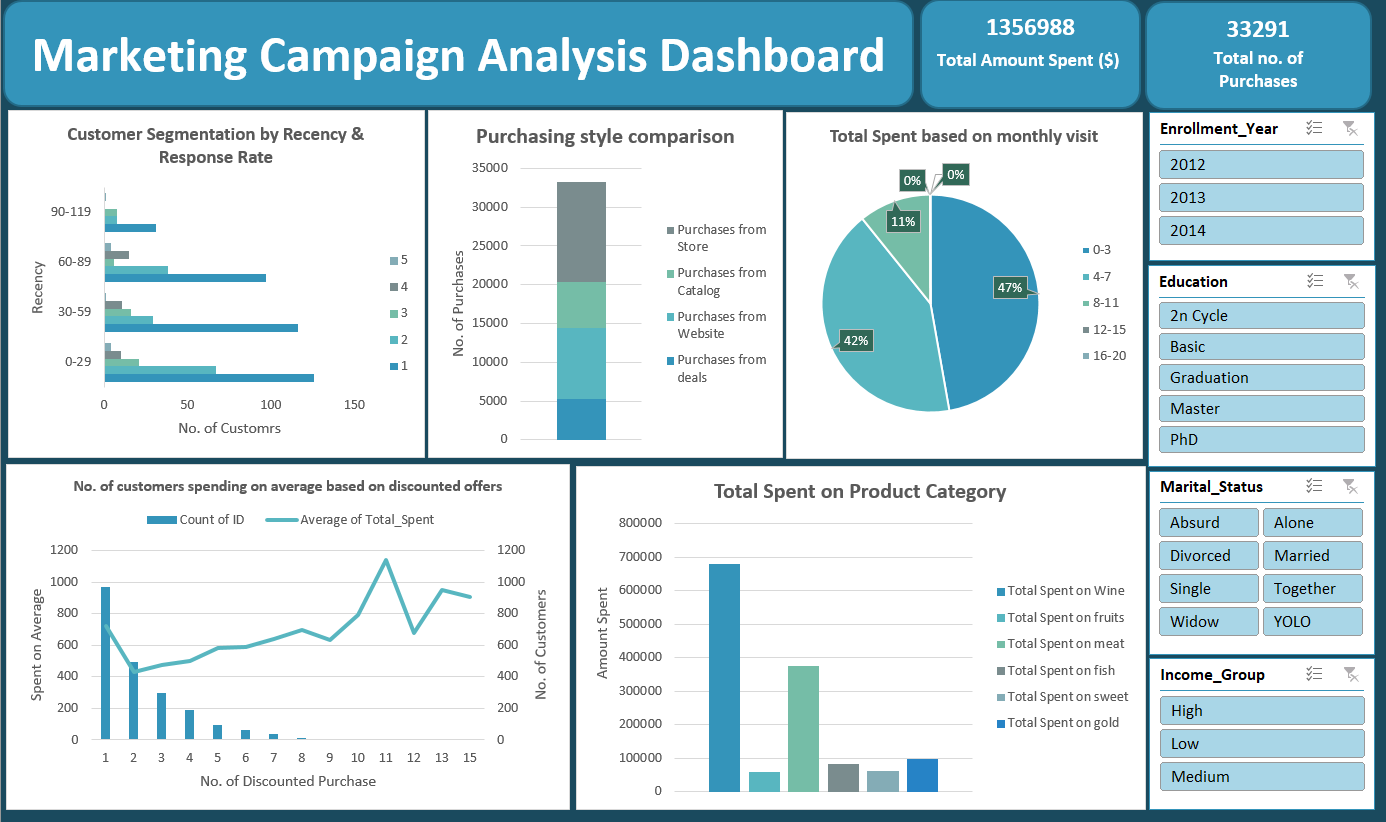 Marketing Campaign Analysis Dashboard
1356988
Total Amount Spent ($)
33291
Total no. of
Purchases
Customer Segmentation by Recency &
Response Rate
90-119
60-89
30-59
0-29
Recency
0 50 100 150
No. of Customrs
5
4
3
2
1
Purchasing style comparison
35000
30000
25000
20000
15000
10000
5000
0
No. of Purchases
Purchases from
Store
Purchases from
Catalog
Purchases from
Website
Purchases from
deals
Total Spent based on monthly visit
0%
0%
11%
47%
42%
0-3
4-7
8-11
12-15
16-20
Enrollment_Year
2012
2013
2014
Education
2n Cycle
Basic
Graduation
Master
PhD
No. of customers spending on average based on discounted offers
Count of ID
Average of Total_Spent
1200
1000
800
600
400
200
0
Spent on Average
1200
1000
800
600
400
200
0
No. of Customers
1 2 3 4 5 6 7 8 9 10 11 12 13 15
No. of Discounted Purchase
Total Spent on Product Category
800000
700000
600000
500000
400000
300000
200000
100000
0
Amount Spent
Total Spent on Wine
Total Spent on fruits
Total Spent on meat
Total Spent on fish
Total Spent on sweet
Total Spent on gold
Marital_Status
Absurd Alone
Divorced Married
Single Together
Widow YOLO
Income_Group
High
Low
Medium